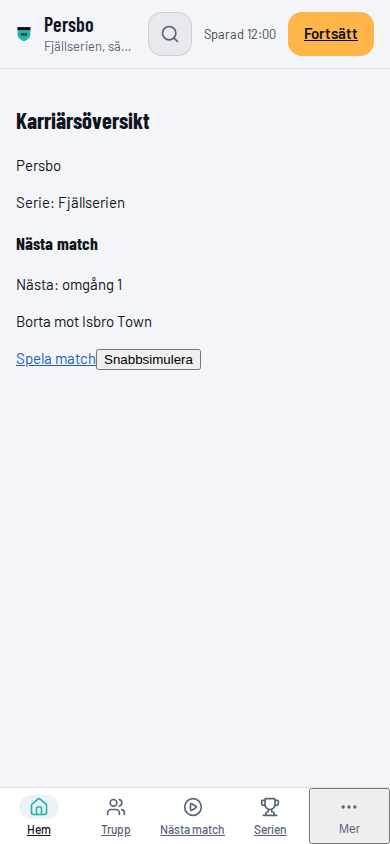 Persbo
Fjällserien, sä...
Sparad 12:00
Fortsätt
Karriärsöversikt
Persbo
Serie: Fjällserien
Nästa match
Nästa: omgång 1
Borta mot Isbro Town
Spela match Snabbsimulera
Hem Trupp Nästa match Serien Mer